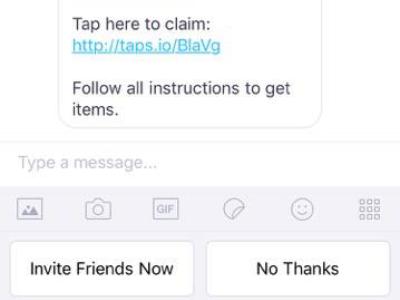 Tap here to claim:
http://taps.io/BlaVg
Follow all instructions to get
items.
Type a message...
GIF
Invite Friends Now
No Thanks